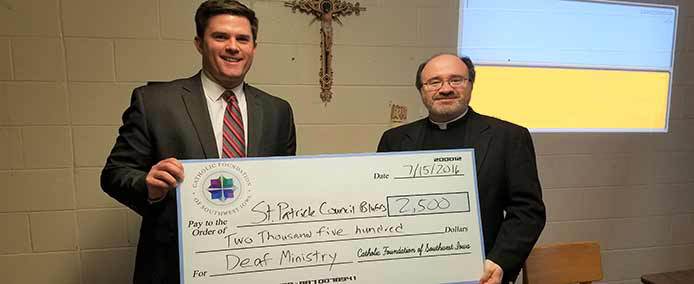 200012
Date 7/15/2016
CATHOLIC FOUNDATION OF SOUTHWEST IOWA
Pay to the
Order of St. Patrick Council Bluffs 2,500
Two Thousand five hundred Dollars
For Deaf Ministry Catholic Foundation of Southwest Iowa